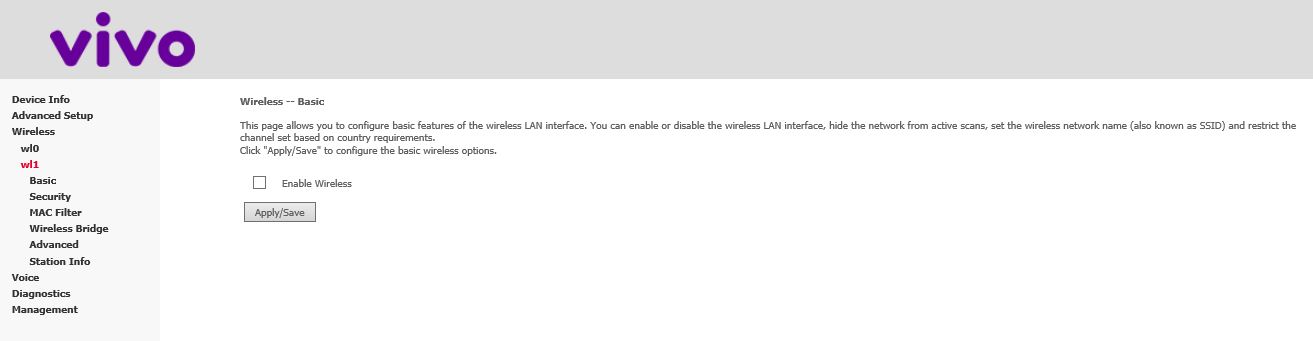 vivo
Device Info
Advanced Setup
Wireless
wl0
wl1
Basic
Security
MAC Filter
Wireless Bridge
Advanced
Station Info
Voice
Diagnostics
Management
Wireless -- Basic
This page allows you to configure basic features of the wireless LAN interface. You can enable or disable the wireless LAN interface, hide the network from active scans, set the wireless network name (also known as SSID) and restrict the
channel set based on country requirements.
Click "Apply/Save" to configure the basic wireless options.
Enable Wireless
Apply/Save